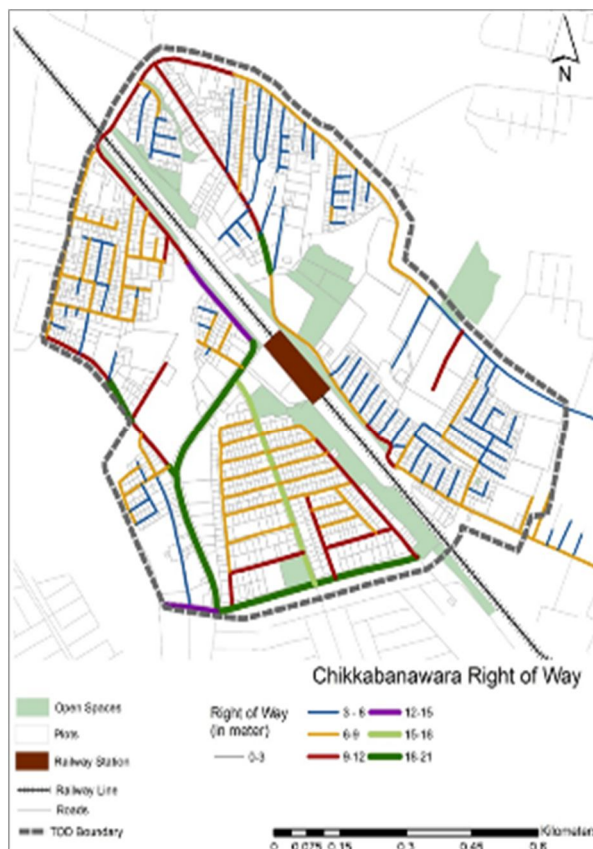 N
Chikkabanawara Right of Way
Open Spaces
Plots
Railway Station
Railway Line
Roads
TOD Boundary
Right of Way
(in meter)
0-3
3 - 6
6-9
9-12
12-15
15-18
18-21
Kilometers
0 0.075 0.15 0.3 0.45 0.6